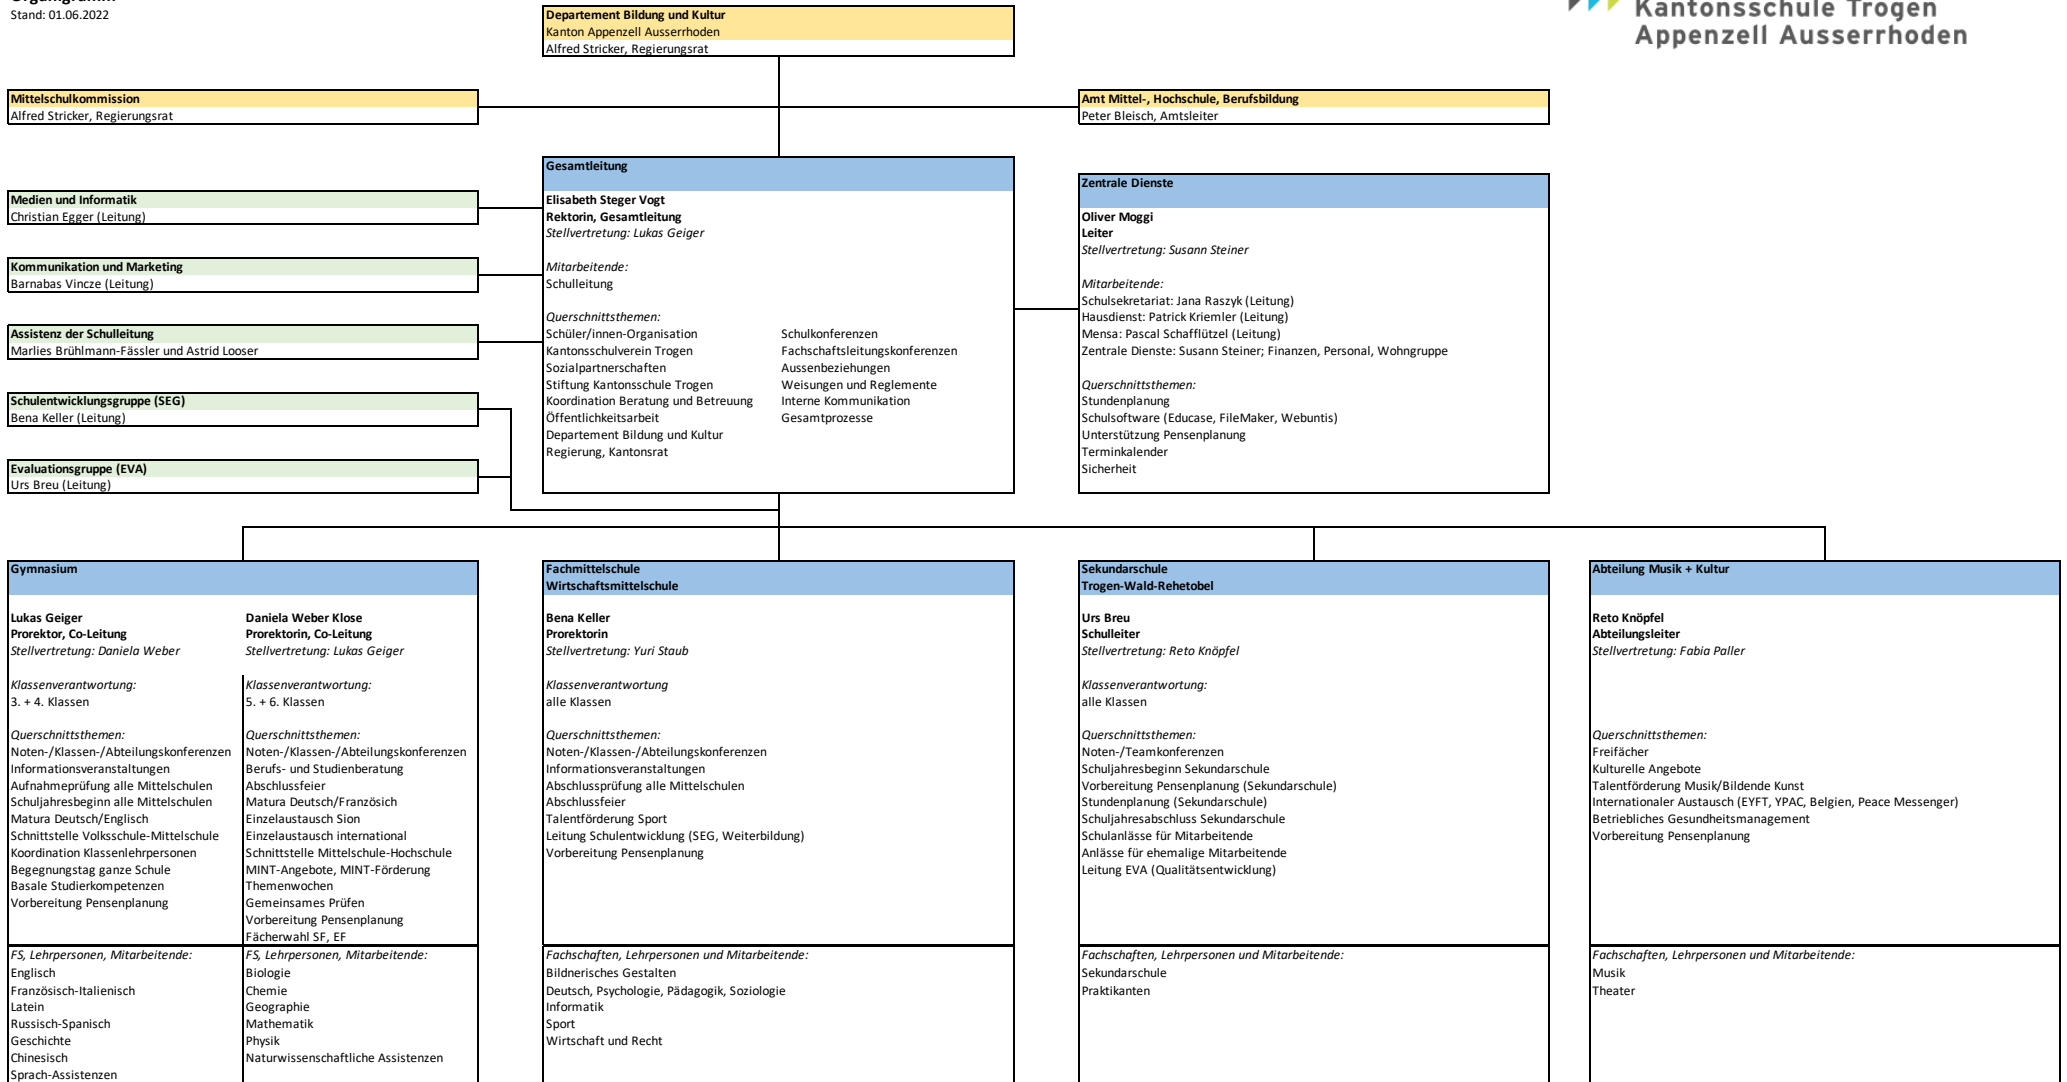 Organigramm
Stand: 01.06.2022
Kantonsschule Trogen
Appenzell Ausserrhoden
Departement Bildung und Kultur
Kanton Appenzell Ausserrhoden
Alfred Stricker, Regierungsrat
Mittelschulkommission
Alfred Stricker, Regierungsrat
Amt Mittel-, Hochschule, Berufsbildung
Peter Bleisch, Amtsleiter
Medien und Informatik
Christian Egger (Leitung)
Kommunikation und Marketing
Barnabas Vincze (Leitung)
Assistenz der Schulleitung
Marlies Brühlmann-Fässler und Astrid Looser
Schulentwicklungsgruppe (SEG)
Bena Keller (Leitung)
Evaluationsgruppe (EVA)
Urs Breu (Leitung)
Gesamtleitung
Elisabeth Steger Vogt
Rektorin, Gesamtleitung
Stellvertretung: Lukas Geiger
Mitarbeitende:
Schulleitung
Querschnittsthemen:
Schüler/innen-Organisation
Kantonsschulverein Trogen
Sozialpartnerschaften
Stiftung Kantonsschule Trogen
Koordination Beratung und Betreuung
Öffentlichkeitsarbeit
Departement Bildung und Kultur
Regierung, Kantonsrat
Schulkonferenzen
Fachschaftsleitungskonferenzen
Aussenbeziehungen
Weisungen und Reglemente
Interne Kommunikation
Gesamtprozesse
Zentrale Dienste
Oliver Moggi
Leiter
Stellvertretung: Susann Steiner
Mitarbeitende:
Schulsekretariat: Jana Raszyk (Leitung)
Hausdienst: Patrick Kriemler (Leitung)
Mensa: Pascal Schafflützel (Leitung)
Zentrale Dienste: Susann Steiner; Finanzen, Personal, Wohngruppe
Querschnittsthemen:
Stundenplanung
Schulsoftware (Educase, FileMaker, Webuntis)
Unterstützung Pensenplanung
Terminkalender
Sicherheit
Gymnasium
Lukas Geiger
Prorektor, Co-Leitung
Stellvertretung: Daniela Weber
Klassenverantwortung:
3. + 4. Klassen
Querschnittsthemen:
Noten-/Klassen-/Abteilungskonferenzen
Informationsveranstaltungen
Aufnahmeprüfung alle Mittelschulen
Schuljahresbeginn alle Mittelschulen
Matura Deutsch/Englisch
Schnittstelle Volksschule-Mittelschule
Koordination Klassenlehrpersonen
Begegnungstag ganze Schule
Basale Studierkompetenzen
Vorbereitung Pensenplanung
FS, Lehrpersonen, Mitarbeitende:
Englisch
Französisch-Italienisch
Latein
Russisch-Spanisch
Geschichte
Chinesisch
Sprach-Assistenzen
Daniela Weber Klose
Prorektorin, Co-Leitung
Stellvertretung: Lukas Geiger
Klassenverantwortung:
5. + 6. Klassen
Querschnittsthemen:
Noten-/Klassen-/Abteilungskonferenzen
Berufs- und Studienberatung
Abschlussfeier
Matura Deutsch/Französich
Einzelaustausch Sion
Einzelaustausch international
Schnittstelle Mittelschule-Hochschule
MINT-Angebote, MINT-Förderung
Themenwochen
Gemeinsames Prüfen
Vorbereitung Pensenplanung
Fächerwahl SF, EF
FS, Lehrpersonen, Mitarbeitende:
Biologie
Chemie
Geographie
Mathematik
Physik
Naturwissenschaftliche Assistenzen
Fachmittelschule
Wirtschaftsmittelschule
Bena Keller
Prorektorin
Stellvertretung: Yuri Staub
Klassenverantwortung
alle Klassen
Querschnittsthemen:
Noten-/Klassen-/Abteilungskonferenzen
Informationsveranstaltungen
Abschlussprüfung alle Mittelschulen
Abschlussfeier
Talentförderung Sport
Leitung Schulentwicklung (SEG, Weiterbildung)
Vorbereitung Pensenplanung
Fachschaften, Lehrpersonen und Mitarbeitende:
Bildnerisches Gestalten
Deutsch, Psychologie, Pädagogik, Soziologie
Informatik
Sport
Wirtschaft und Recht
Sekundarschule
Trogen-Wald-Rehetobel
Urs Breu
Schulleiter
Stellvertretung: Reto Knöpfel
Klassenverantwortung:
alle Klassen
Querschnittsthemen:
Noten-/Teamkonferenzen
Schuljahresbeginn Sekundarschule
Vorbereitung Pensenplanung (Sekundarschule)
Stundenplanung (Sekundarschule)
Schuljahresabschluss Sekundarschule
Schulanlässe für Mitarbeitende
Anlässe für ehemalige Mitarbeitende
Leitung EVA (Qualitätsentwicklung)
Fachschaften, Lehrpersonen und Mitarbeitende:
Sekundarschule
Praktikanten
Abteilung Musik + Kultur
Reto Knöpfel
Abteilungsleiter
Stellvertretung: Fabia Paller
Querschnittsthemen:
Freifächer
Kulturelle Angebote
Talentförderung Musik/Bildende Kunst
Internationaler Austausch (EYFT, YPAC, Belgien, Peace Messenger)
Betriebliches Gesundheitsmanagement
Vorbereitung Pensenplanung
Fachschaften, Lehrpersonen und Mitarbeitende:
Musik
Theater